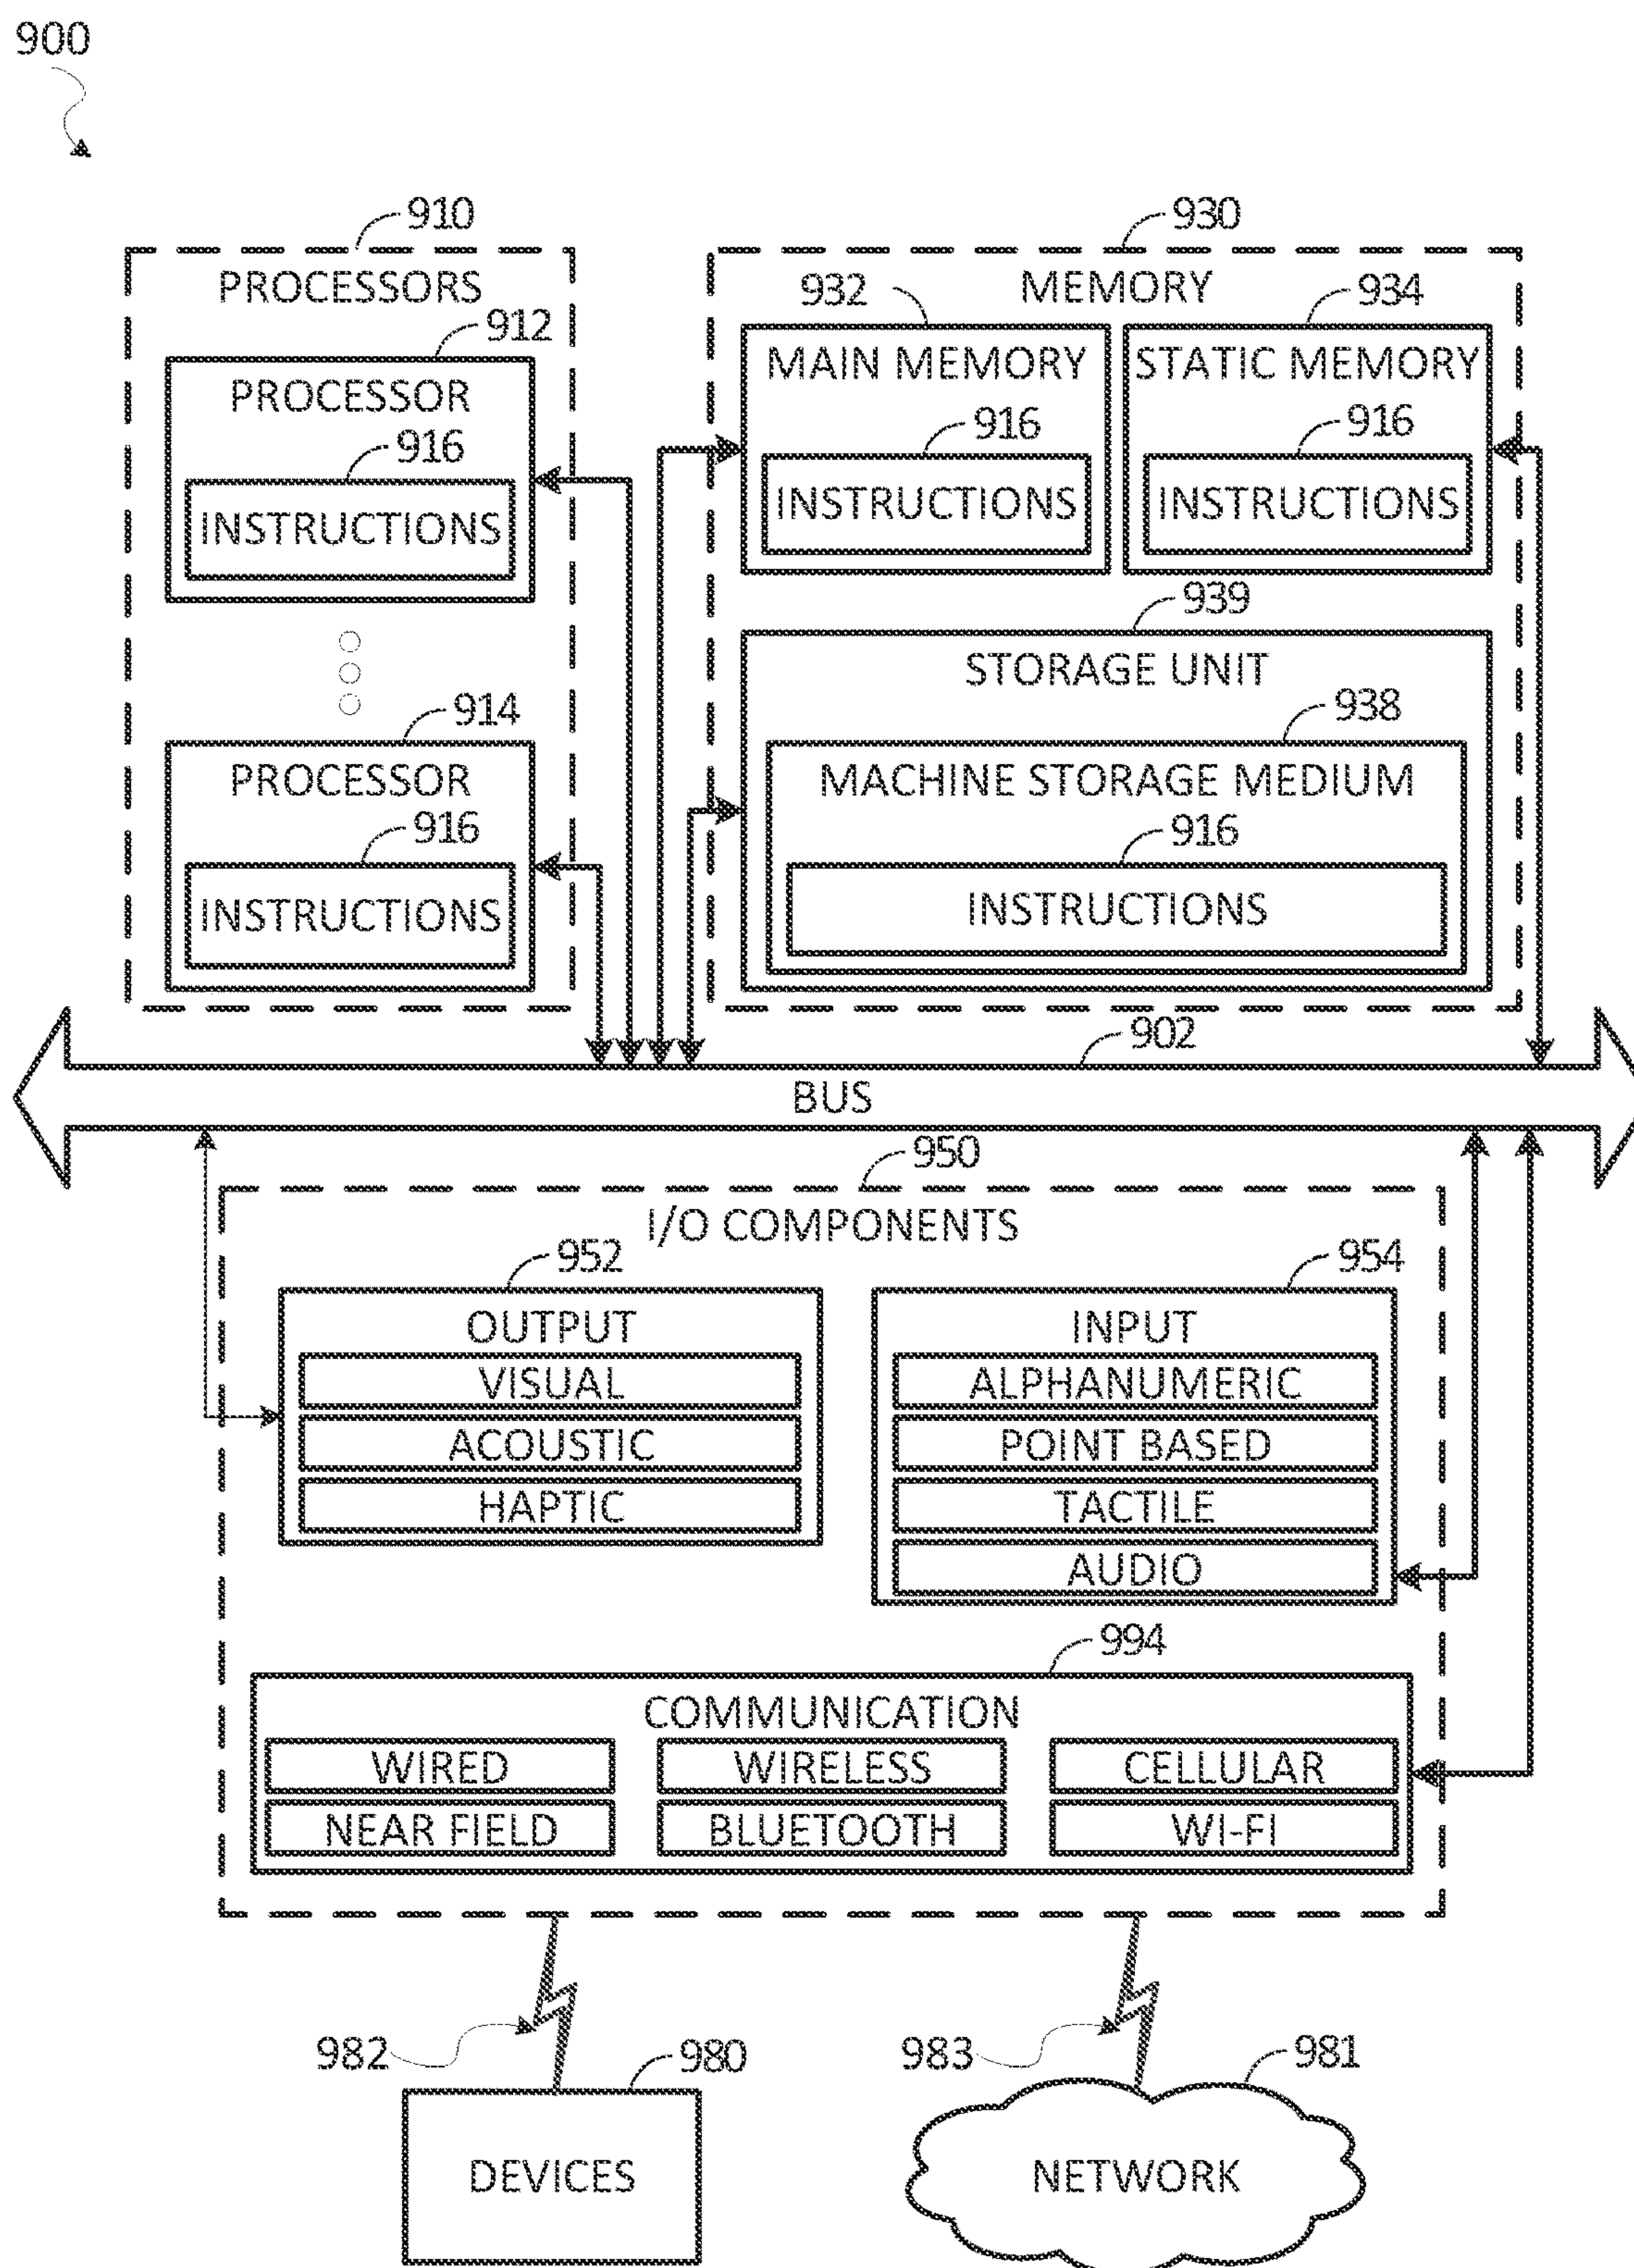 900
910
930
PROCESSORS
932
MEMORY
934
912
PROCESSOR
MAIN MEMORY
STATIC MEMORY
916
916
916
INSTRUCTIONS
INSTRUCTIONS
INSTRUCTIONS
939
STORAGE UNIT
914
938
PROCESSOR
MACHINE STORAGE MEDIUM
916
916
INSTRUCTIONS
INSTRUCTIONS
902
BUS
950
I/O COMPONENTS
952
954
OUTPUT
INPUT
VISUAL
ALPHANUMERIC
ACOUSTIC
POINT BASED
HAPTIC
TACTILE
AUDIO
994
COMMUNICATION
WIRED
WIRELESS
CELLULAR
NEAR FIELD
BLUETOOTH
WI-FI
982
980
983
981
DEVICES
NETWORK